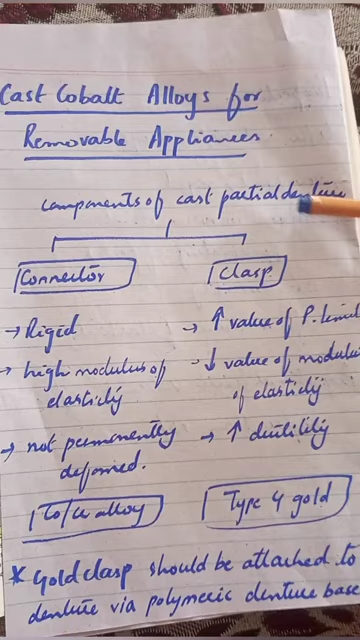 Cast Cobalt Alloys for
Removable Appliances
components of cast partial denture
Connector
Clasp
→ Rigid
→ high modulus of
elasticity
→ not permanently
deformed.
Co/Cr alloy
→ ↑ value of P. limit
→ ↓ value of modulus
of elasticity
→ ↑ ductility
Type 4 gold
* Gold clasp should be attached to
denture via polymeric denture base